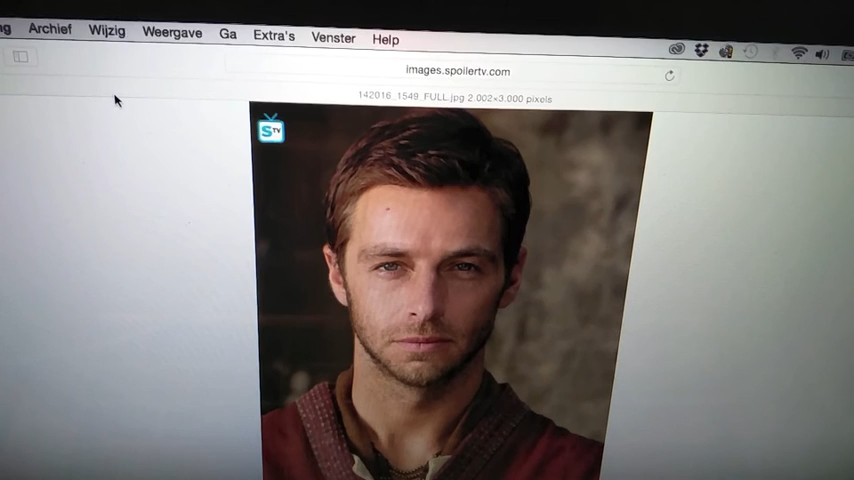 Archief Wijzig Weergave Ga Extra's Venster Help
images.spoilertv.com
142016_1549_FULL.jpg 2.002×3.000 pixels
STV